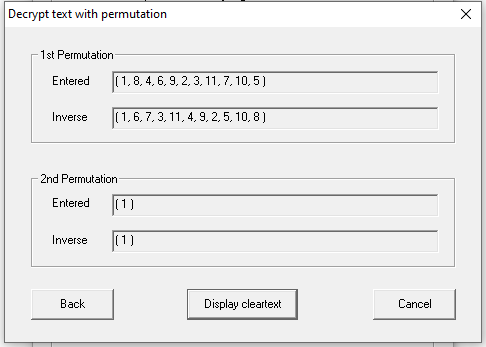 Decrypt text with permutation
1st Permutation
Entered ( 1, 8, 4, 6, 9, 2, 3, 11, 7, 10, 5 )
Inverse ( 1, 6, 7, 3, 11, 4, 9, 2, 5, 10, 8 )
2nd Permutation
Entered ( 1 )
Inverse ( 1 )
Back Display cleartext Cancel